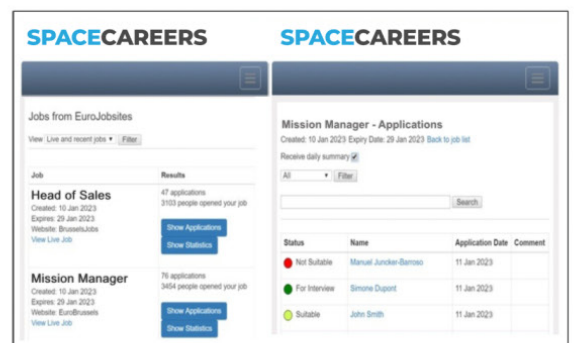 SPACECAREERS
Jobs from EuroJobsites
View Live and recent jobs Filter
Job Results
Head of Sales
Created: 10 Jan 2023
Expires: 29 Jan 2023
Website: BrusselsJobs
View Live Job
47 applications
3103 people opened your job
Show Applications
Show Statistics
Mission Manager
Created: 10 Jan 2023
Expires: 29 Jan 2023
Website: EuroBrussels
View Live Job
76 applications
3454 people opened your job
Show Applications
Show Statistics
SPACECAREERS
Mission Manager - Applications
Created: 10 Jan 2023 Expiry Date: 29 Jan 2023 Back to job list
Receive daily summary
All Filter
Search
Status Name Application Date Comment
Not Suitable Manuel Juncker-Barroso 11 Jan 2023
For Interview Simone Dupont 11 Jan 2023
Suitable John Smith 11 Jan 2023